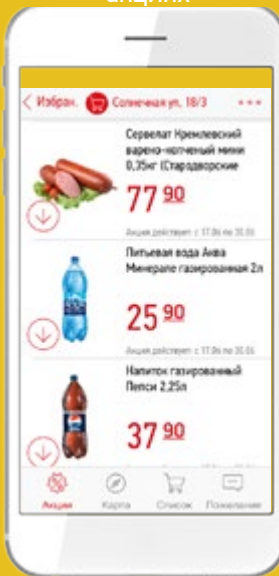 акциях
Избран. Солнечная ул. 18/3
Сервелат Кремлевский
варено-копченый мини
0,35кг (Стародворские
77 90
Акция действует с 17.06 по 30.06
Питьевая вода Аква
Минерале газированная 2л
25 90
Акция действует с 17.06 по 30.06
Напиток газированный
Пепси 2,25л
37 90
Акции Карта Список Пожелания